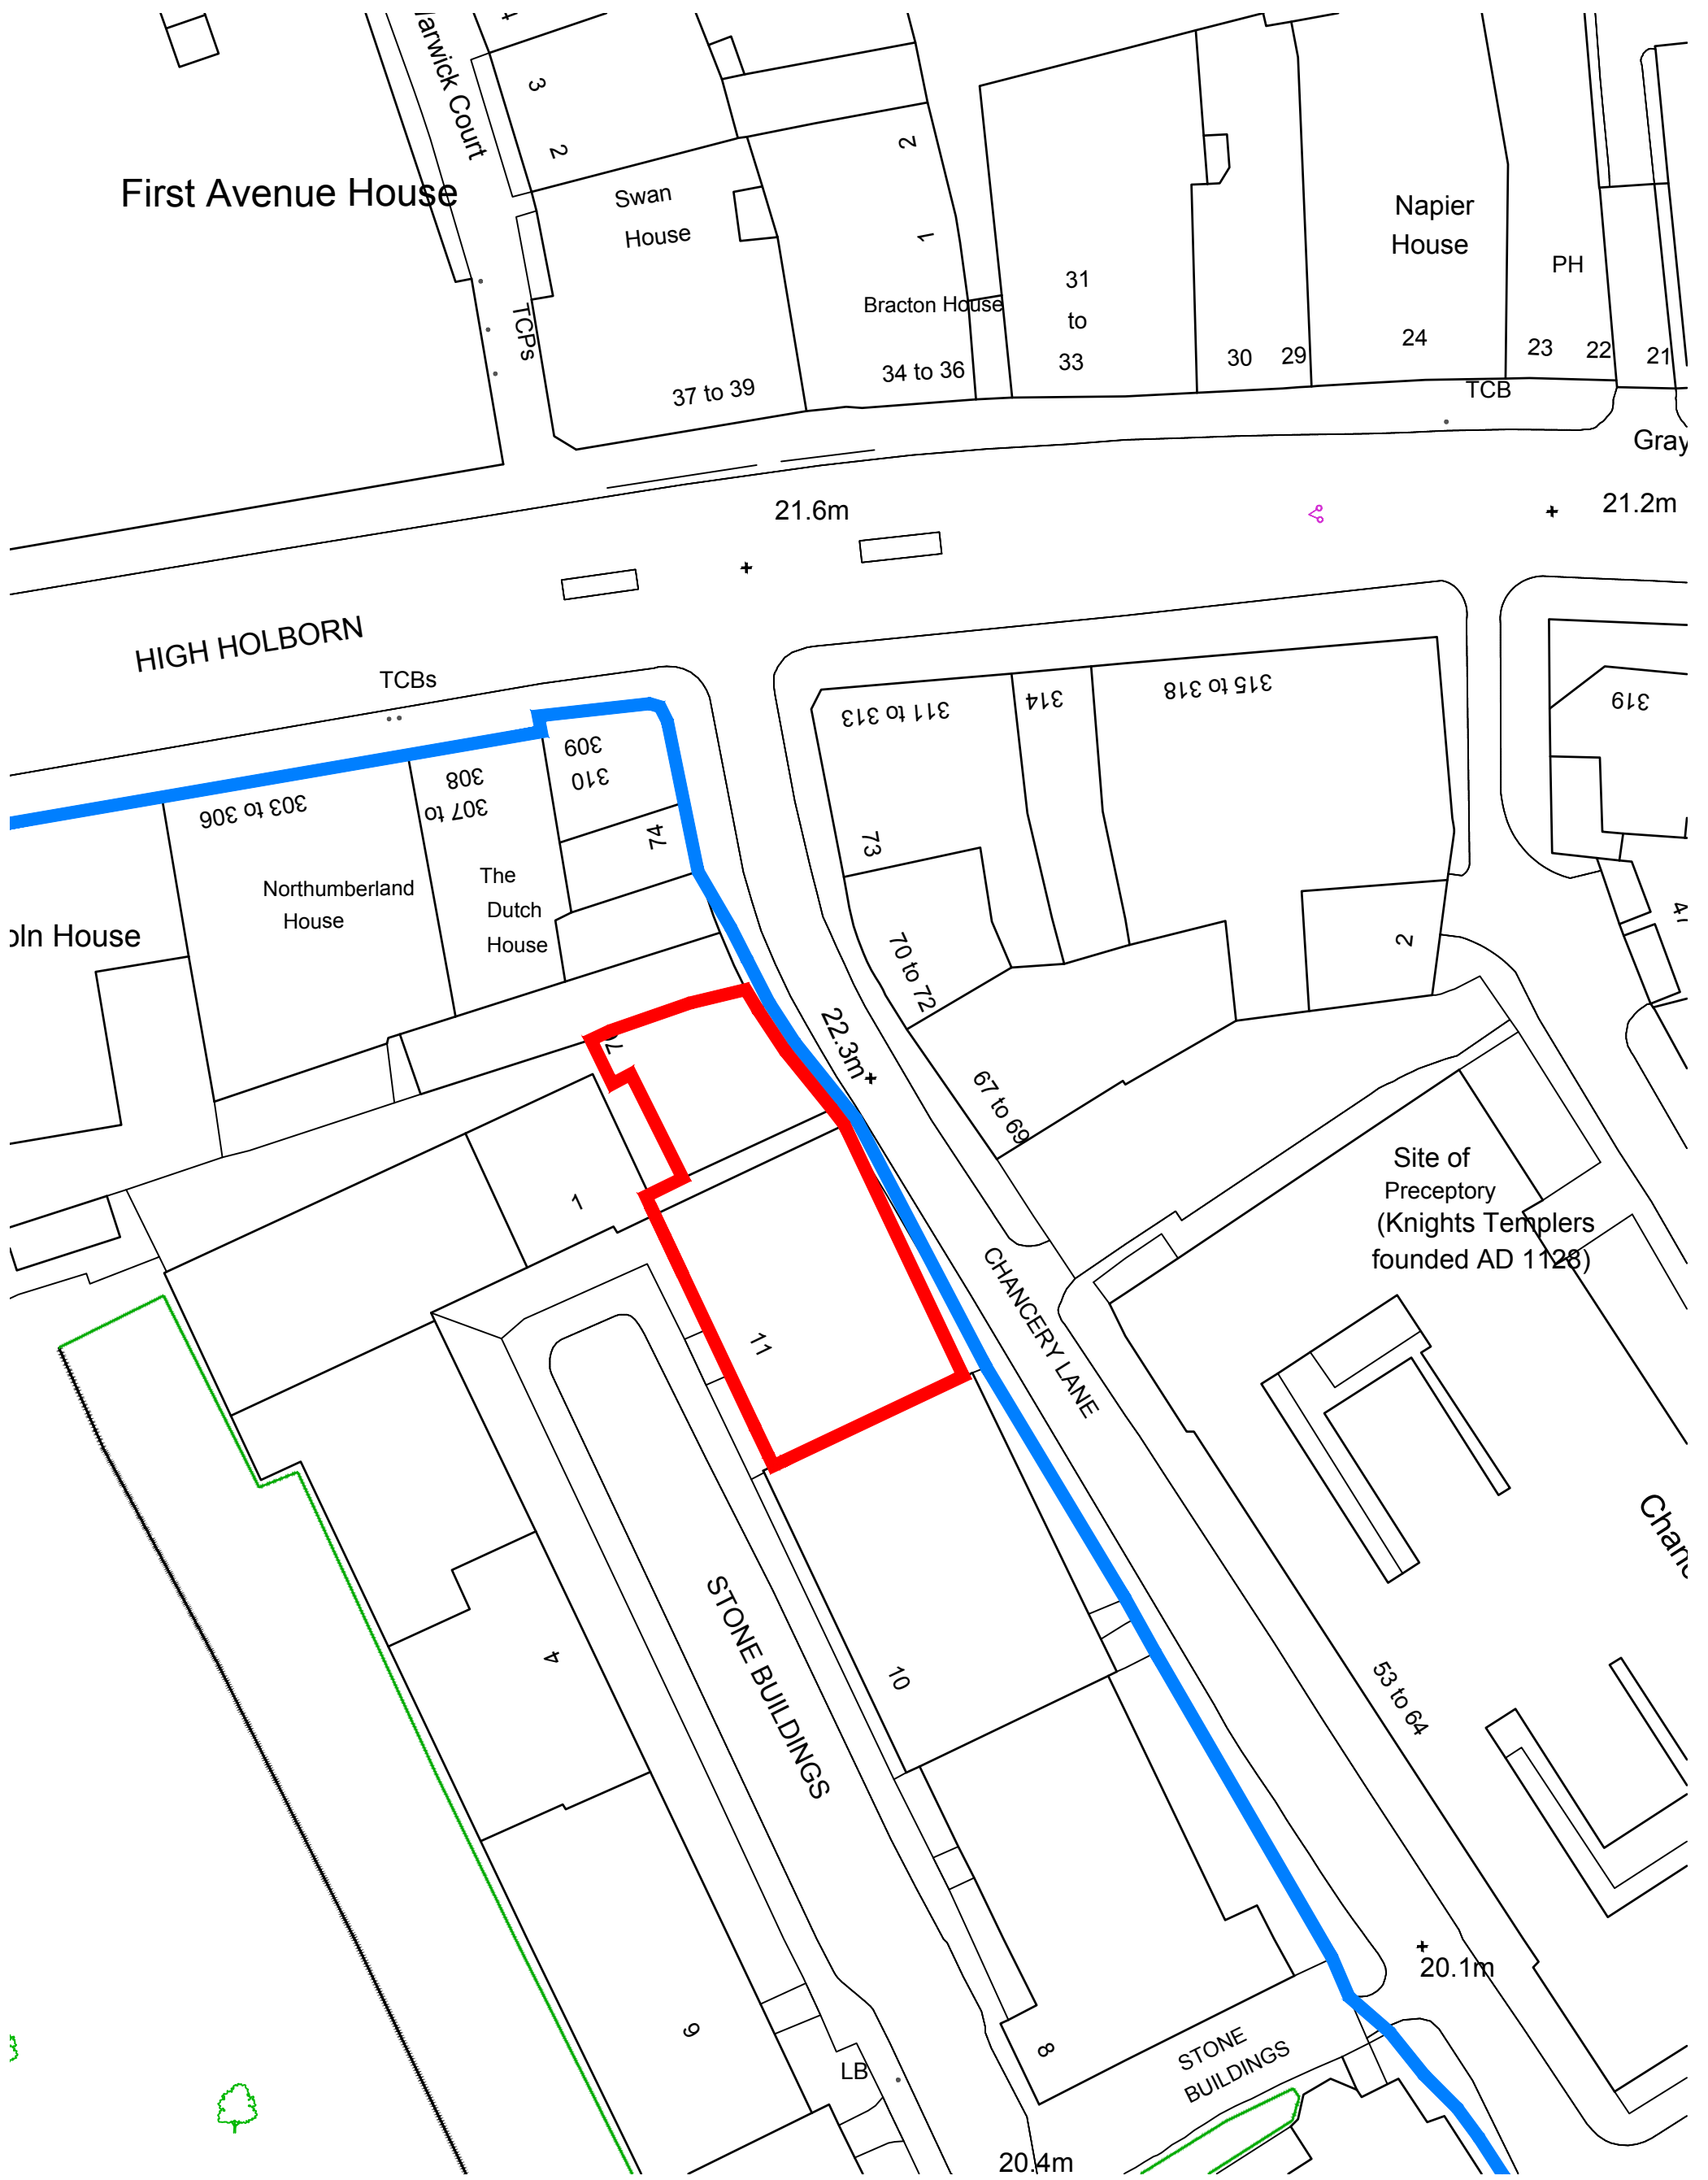 Warwick Court
3
2
First Avenue House
Swan
House
2
1
Bracton House
37 to 39
34 to 36
TCPs
31
to
33
30
29
Napier
House
24
PH
23
22
21
TCB
Gray
21.6m
21.2m
HIGH HOLBORN
TCBs
309
310
308
307 to
303 to 306
74
311 to 313
314
315 to 318
319
73
The
Dutch
House
Northumberland
House
oln House
70 to 72
2
47
22.3m
67 to 69
Site of
Preceptory
(Knights Templers
founded AD 1128)
1
11
CHANCERY LANE
Chanc
STONE BUILDINGS
4
10
53 to 64
9
8
20.1m
STONE
BUILDINGS
LB
20.4m